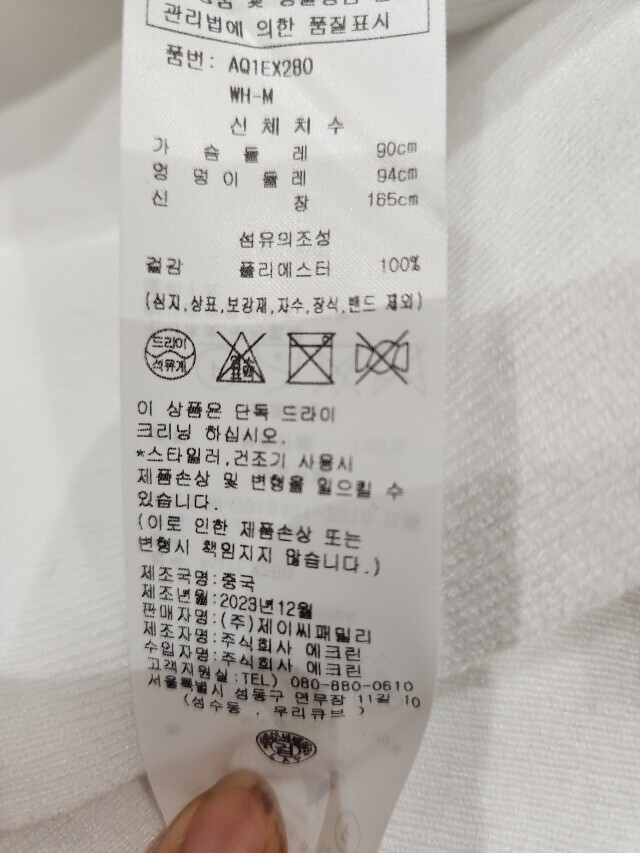 관리법에 의한 품질표시
품번: AQ1EX280
WH-M
신 체 치 수
가 슴 둘 레 90cm
엉 덩 이 둘 레 94cm
신 장 165cm
섬유의조성
겉감 폴리에스터 100%
(심지,상표,보강재,자수,장식,밴드 제외)
드라이
석유계
이 상품은 단독 드라이
크리닝 하십시오.
*스타일러,건조기 사용시
제품손상 및 변형을 일으킬 수
있습니다.
(이로 인한 제품손상 또는
변형시 책임지지 않습니다.)
제조국명:중국
제조년월:2023년12월
판매자명:(주)제이씨패밀리
제조자명:주식회사 에크린
수입자명:주식회사 에크린
고객지원실:TEL) 080-880-0610
서울특별시 성동구 연무장 11길 10
(성수동 , 우리큐브 )